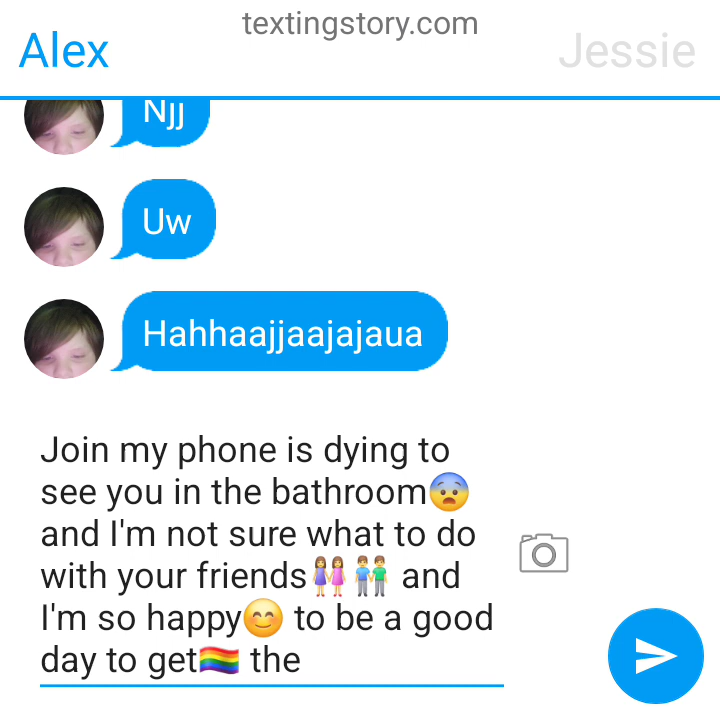 textingstory.com
Alex
Jessie
Njj
Uw
Hahhaajjaajajaua
Join my phone is dying to
see you in the bathroom😨
and I'm not sure what to do
with your friends👭👬 and
I'm so happy😊 to be a good
day to get🏳️‍🌈 the